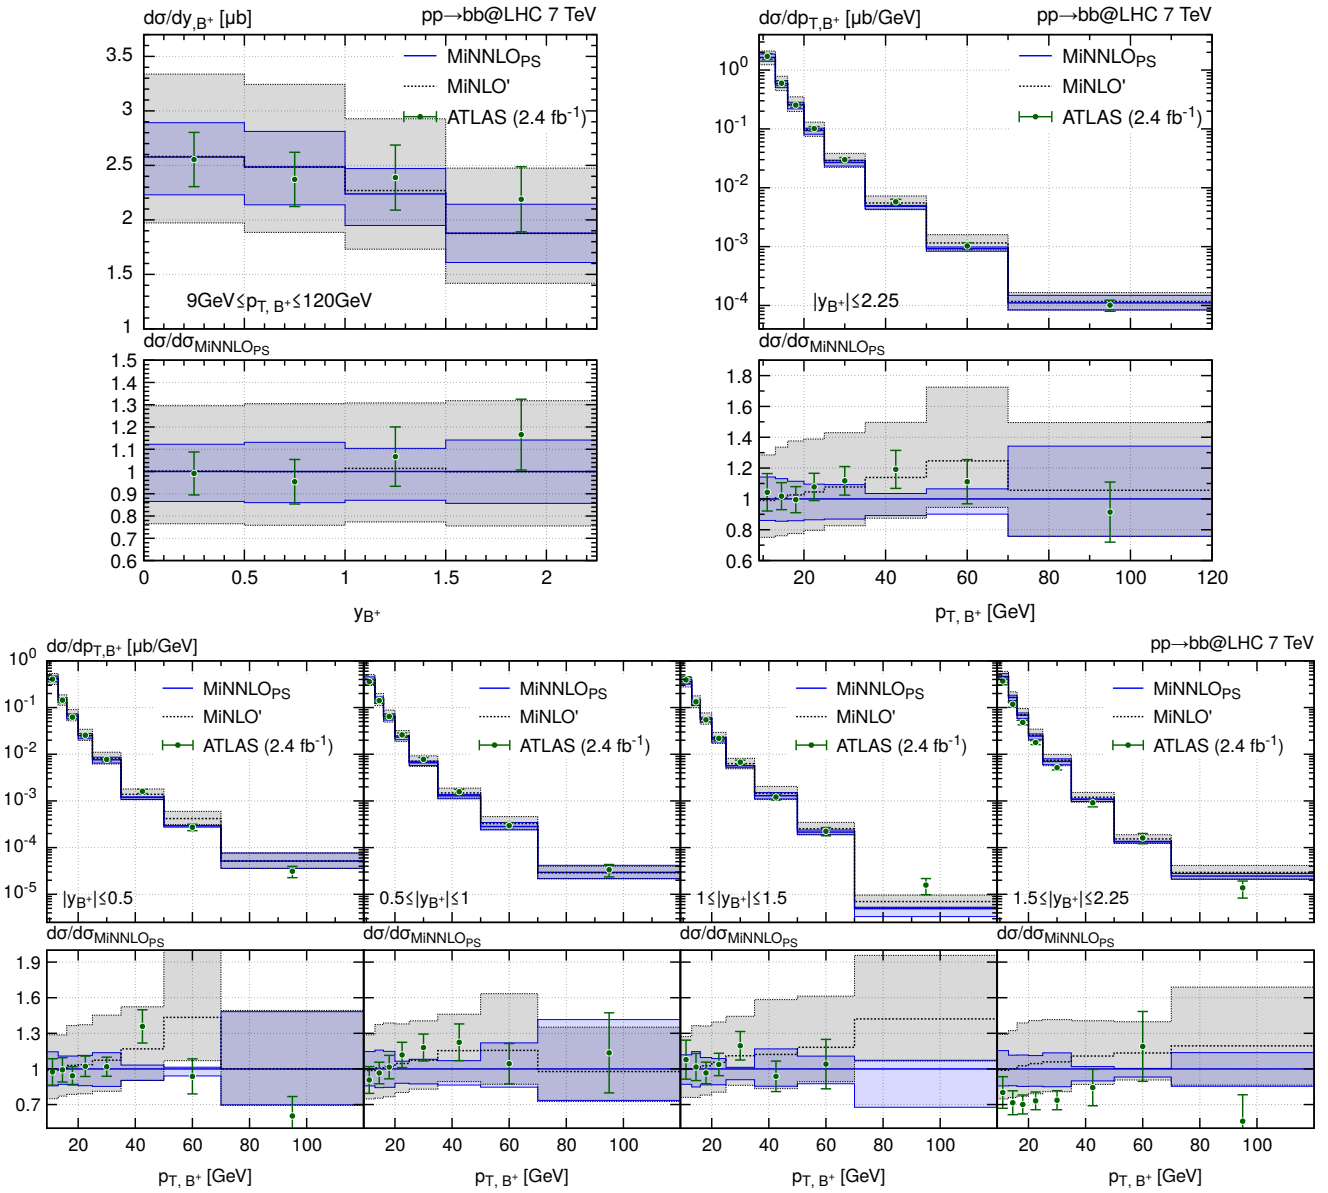 dσ/dy,B⁺ [μb]
pp→bb@LHC 7 TeV
MiNNLOPS
MiNLO'
ATLAS (2.4 fb⁻¹)
3.5
3
2.5
2
1.5
1
9GeV≤pT, B⁺≤120GeV
dσ/dσMiNNLOPS
1.5
1.4
1.3
1.2
1.1
1
0.9
0.8
0.7
0.6
0 0.5 1 1.5 2
yB⁺
dσ/dpT,B⁺ [μb/GeV]
pp→bb@LHC 7 TeV
MiNNLOPS
MiNLO'
ATLAS (2.4 fb⁻¹)
10⁰
10⁻¹
10⁻²
10⁻³
10⁻⁴
|yB⁺|≤2.25
dσ/dσMiNNLOPS
1.8
1.6
1.4
1.2
1.0
0.8
0.6
20 40 60 80 100 120
pT, B⁺ [GeV]
dσ/dpT,B⁺ [μb/GeV]
pp→bb@LHC 7 TeV
10⁰
10⁻¹
10⁻²
10⁻³
10⁻⁴
10⁻⁵
MiNNLOPS
MiNLO'
ATLAS (2.4 fb⁻¹)
|yB⁺|≤0.5
MiNNLOPS
MiNLO'
ATLAS (2.4 fb⁻¹)
0.5≤|yB⁺|≤1
MiNNLOPS
MiNLO'
ATLAS (2.4 fb⁻¹)
1≤|yB⁺|≤1.5
MiNNLOPS
MiNLO'
ATLAS (2.4 fb⁻¹)
1.5≤|yB⁺|≤2.25
dσ/dσMiNNLOPS
dσ/dσMiNNLOPS
dσ/dσMiNNLOPS
dσ/dσMiNNLOPS
1.9
1.6
1.3
1.0
0.7
20 40 60 80 100
20 40 60 80 100
20 40 60 80 100
20 40 60 80 100 120
pT, B⁺ [GeV]
pT, B⁺ [GeV]
pT, B⁺ [GeV]
pT, B⁺ [GeV]